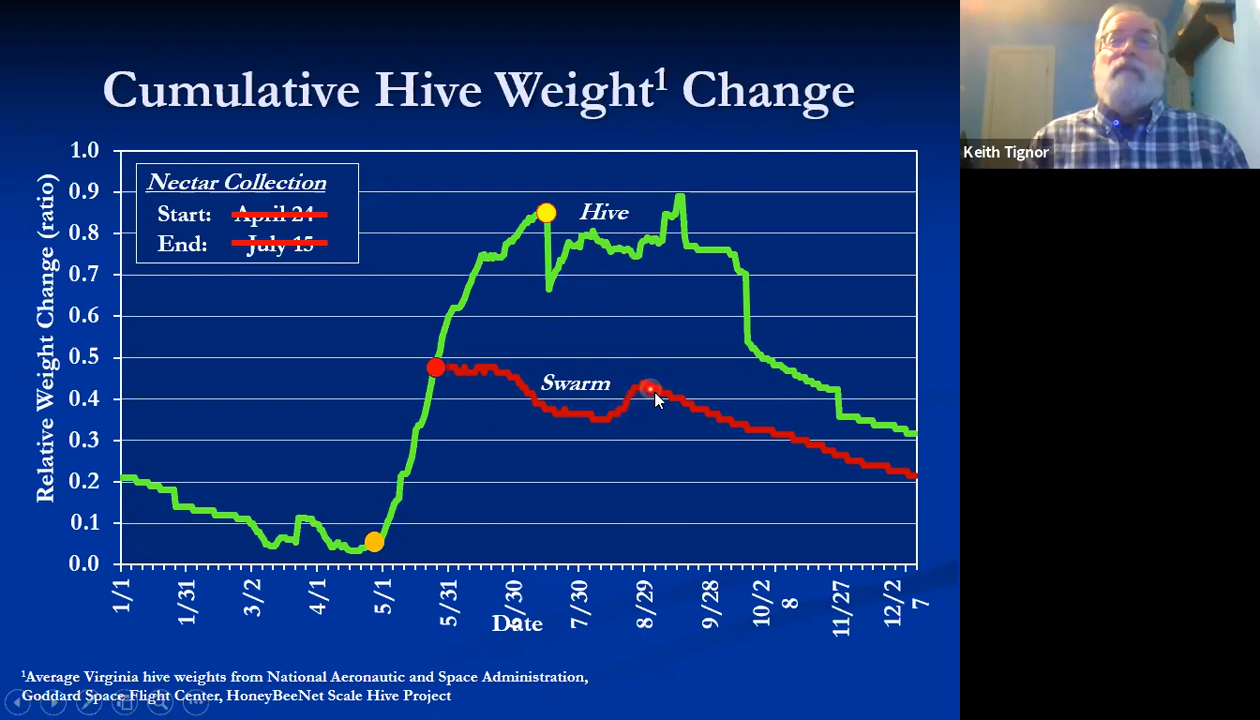 Cumulative Hive Weight¹ Change
Keith Tignor
Relative Weight Change (ratio)
1.0
0.9
0.8
0.7
0.6
0.5
0.4
0.3
0.2
0.1
0.0
Nectar Collection
Start: April 24
End: July 15
Hive
Swarm
1/1
1/31
3/2
4/1
5/1
5/31
6/30
7/30
8/29
9/28
10/2
8
11/27
12/2
7
Date
¹Average Virginia hive weights from National Aeronautic and Space Administration,
Goddard Space Flight Center, HoneyBeeNet Scale Hive Project